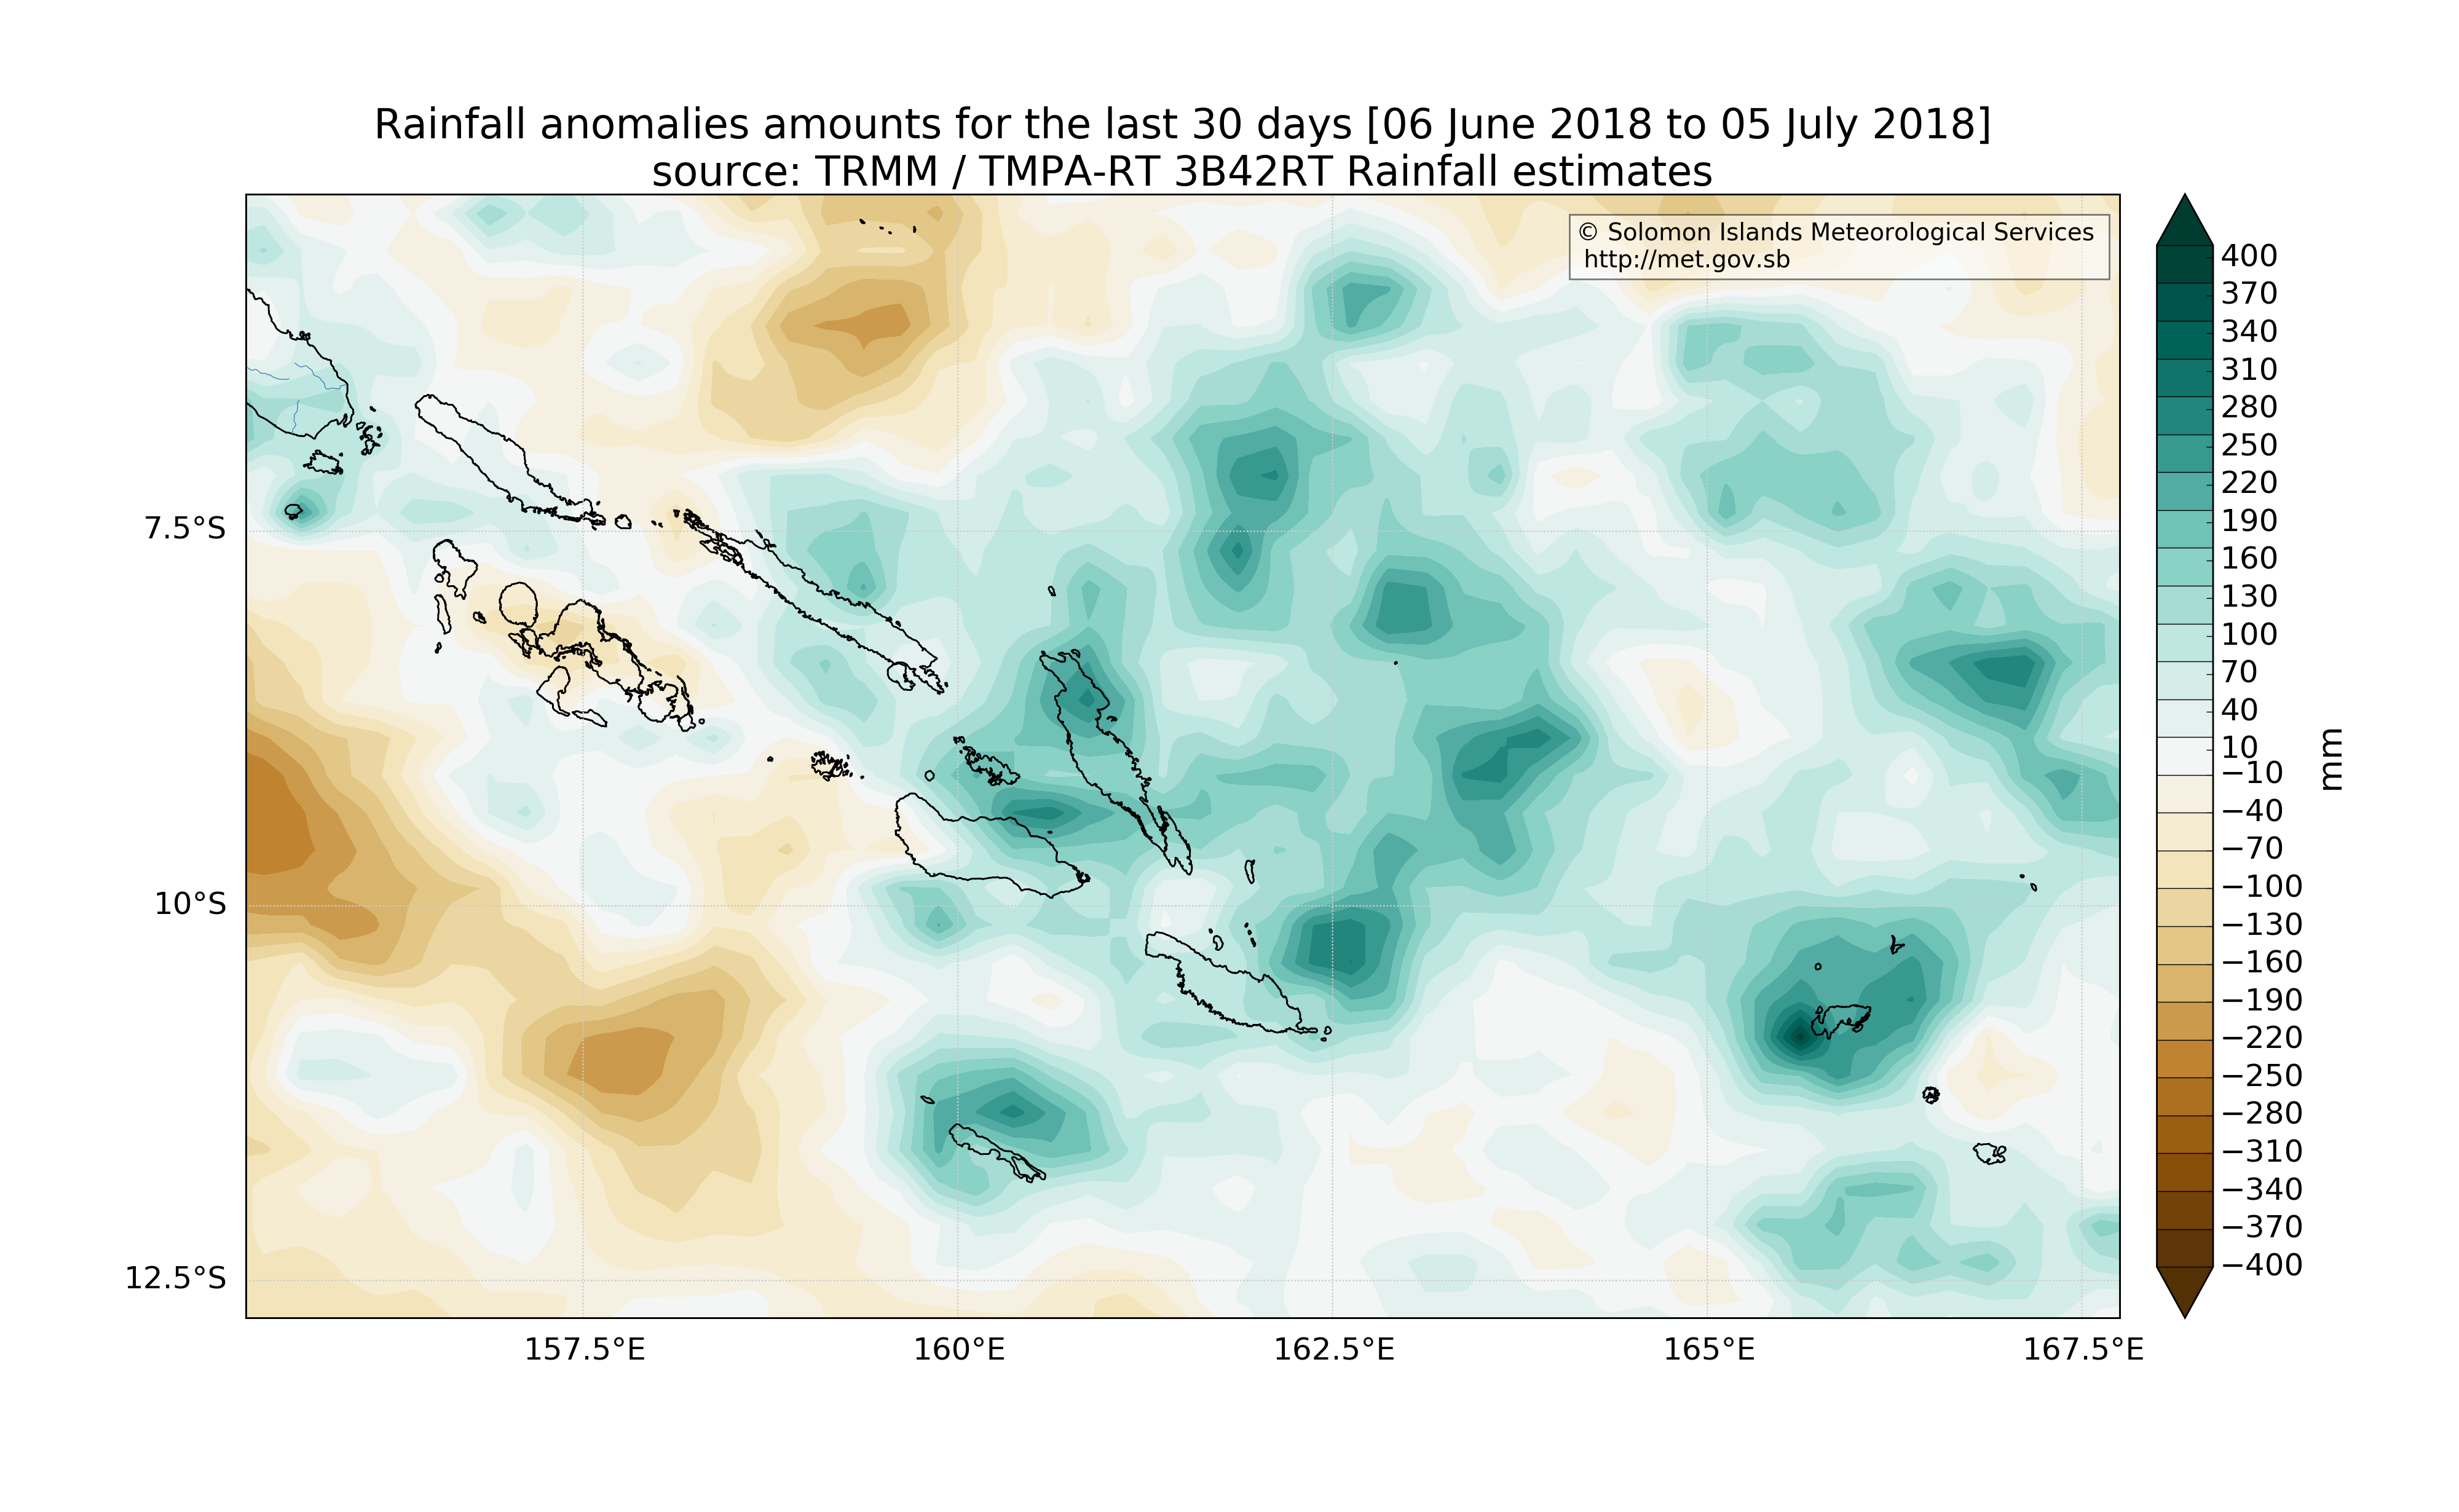 Rainfall anomalies amounts for the last 30 days [06 June 2018 to 05 July 2018]
source: TRMM / TMPA-RT 3B42RT Rainfall estimates
© Solomon Islands Meteorological Services
http://met.gov.sb
7.5°S
10°S
12.5°S
157.5°E
160°E
162.5°E
165°E
167.5°E
400
370
340
310
280
250
220
190
160
130
100
70
40
10
−10
−40
−70
−100
−130
−160
−190
−220
−250
−280
−310
−340
−370
−400
mm